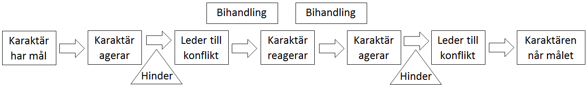 Bihandling
Bihandling
Karaktär
har mål
Karaktär
agerar
Hinder
Leder till
konflikt
Karaktär
reagerar
Karaktär
agerar
Hinder
Leder till
konflikt
Karaktären
når målet